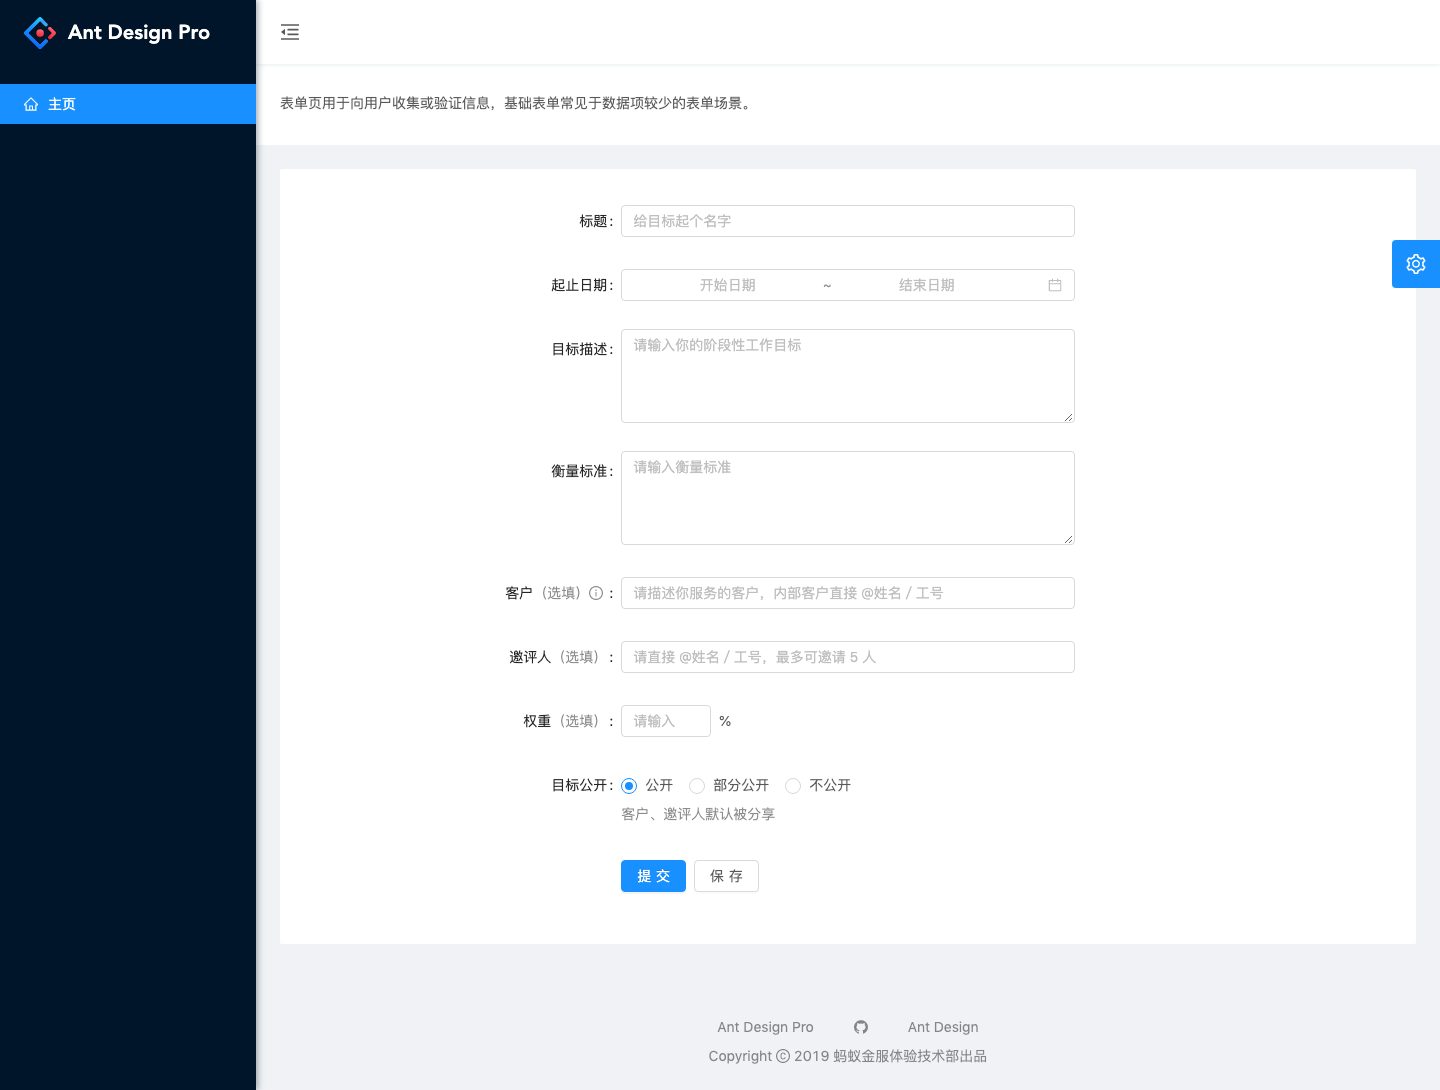 Ant Design Pro
主页
表单页用于向用户收集或验证信息，基础表单常见于数据项较少的表单场景。
标题： 给目标起个名字
起止日期： 开始日期 ~ 结束日期
目标描述： 请输入你的阶段性工作目标
衡量标准： 请输入衡量标准
客户（选填）： 请描述你服务的客户，内部客户直接 @姓名 / 工号
邀评人（选填）： 请直接 @姓名 / 工号，最多可邀请 5 人
权重（选填）： 请输入 %
目标公开： 公开 部分公开 不公开
客户、邀评人默认被分享
提 交 保 存
Ant Design Pro Ant Design
Copyright © 2019 蚂蚁金服体验技术部出品